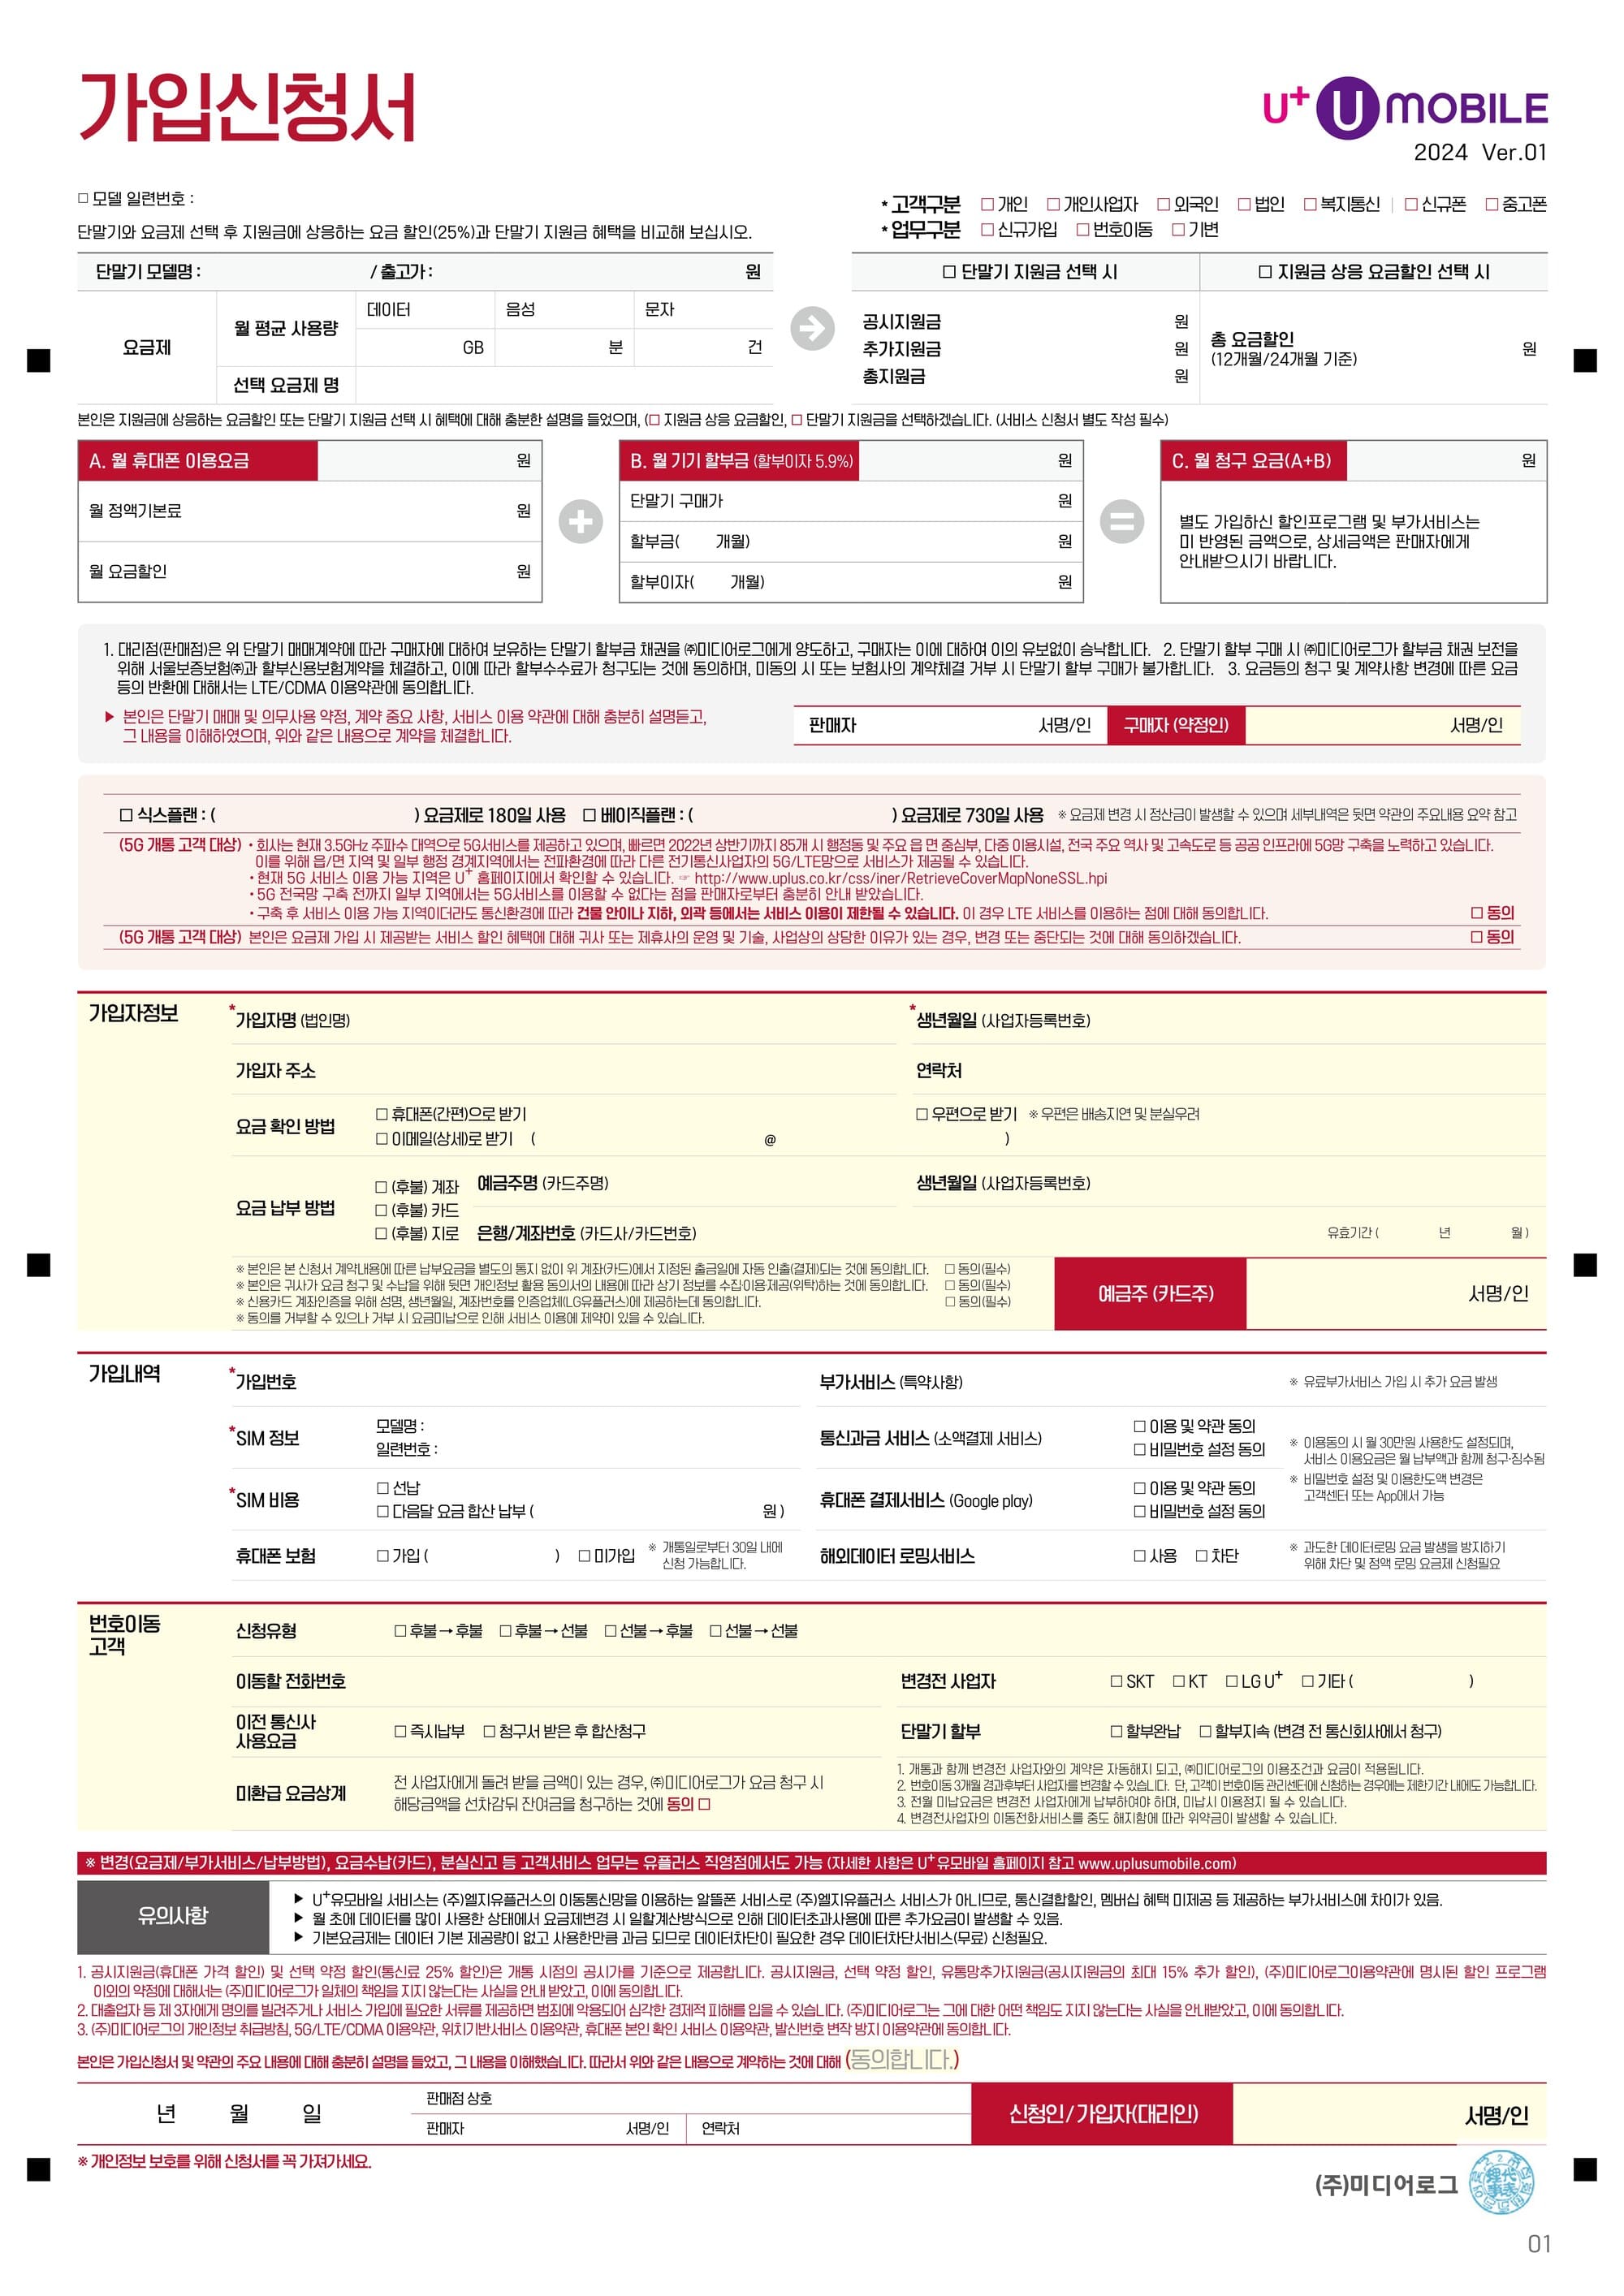 가입신청서
U+ U MOBILE
2024 Ver.01
□ 모델 일련번호 :
* 고객구분 □ 개인 □ 개인사업자 □ 외국인 □ 법인 □ 복지통신 | □ 신규폰 □ 중고폰
단말기와 요금제 선택 후 지원금에 상응하는 요금 할인(25%)과 단말기 지원금 혜택을 비교해 보십시오.
* 업무구분 □ 신규가입 □ 번호이동 □ 기변
단말기 모델명 : / 출고가 : 원
□ 단말기 지원금 선택 시 □ 지원금 상응 요금할인 선택 시
요금제
월 평균 사용량
데이터 음성 문자
GB 분 건
선택 요금제 명
공시지원금 원
추가지원금 원
총지원금 원
총 요금할인
(12개월/24개월 기준) 원
본인은 지원금에 상응하는 요금할인 또는 단말기 지원금 선택 시 혜택에 대해 충분한 설명을 들었으며, (□ 지원금 상응 요금할인, □ 단말기 지원금을 선택하겠습니다. (서비스 신청서 별도 작성 필수)
A. 월 휴대폰 이용요금 원
월 정액기본료 원
월 요금할인 원
B. 월 기기 할부금 (할부이자 5.9%) 원
단말기 구매가 원
할부금( 개월) 원
할부이자( 개월) 원
C. 월 청구 요금(A+B) 원
별도 가입하신 할인프로그램 및 부가서비스는
미 반영된 금액으로, 상세금액은 판매자에게
안내받으시기 바랍니다.
1. 대리점(판매점)은 위 단말기 매매계약에 따라 구매자에 대하여 보유하는 단말기 할부금 채권을 ㈜미디어로그에게 양도하고, 구매자는 이에 대하여 이의 유보없이 승낙합니다. 2. 단말기 할부 구매 시 ㈜미디어로그가 할부금 채권 보전을
위해 서울보증보험㈜과 할부신용보험계약을 체결하고, 이에 따라 할부수수료가 청구되는 것에 동의하며, 미동의 시 또는 보험사의 계약체결 거부 시 단말기 할부 구매가 불가합니다. 3. 요금등의 청구 및 계약사항 변경에 따른 요금
등의 반환에 대해서는 LTE/CDMA 이용약관에 동의합니다.
▶ 본인은 단말기 매매 및 의무사용 약정, 계약 중요 사항, 서비스 이용 약관에 대해 충분히 설명듣고,
그 내용을 이해하였으며, 위와 같은 내용으로 계약을 체결합니다.
판매자 서명/인 구매자 (약정인) 서명/인
□ 식스플랜 : ( ) 요금제로 180일 사용 □ 베이직플랜 : ( ) 요금제로 730일 사용 ※ 요금제 변경 시 정산금이 발생할 수 있으며 세부내역은 뒷면 약관의 주요내용 요약 참고
(5G 개통 고객 대상) • 회사는 현재 3.5GHz 주파수 대역으로 5G서비스를 제공하고 있으며, 빠르면 2022년 상반기까지 85개 시 행정동 및 주요 읍 면 중심부, 다중 이용시설, 전국 주요 역사 및 고속도로 등 공공 인프라에 5G망 구축을 노력하고 있습니다.
이를 위해 읍/면 지역 및 일부 행정 경계지역에서는 전파환경에 따라 다른 전기통신사업자의 5G/LTE망으로 서비스가 제공될 수 있습니다.
• 현재 5G 서비스 이용 가능 지역은 U+ 홈페이지에서 확인할 수 있습니다. ☞ http://www.uplus.co.kr/css/iner/RetrieveCoverMapNoneSSL.hpi
• 5G 전국망 구축 전까지 일부 지역에서는 5G서비스를 이용할 수 없다는 점을 판매자로부터 충분히 안내 받았습니다.
• 구축 후 서비스 이용 가능 지역이더라도 통신환경에 따라 건물 안이나 지하, 외곽 등에서는 서비스 이용이 제한될 수 있습니다. 이 경우 LTE 서비스를 이용하는 점에 대해 동의합니다. □ 동의
(5G 개통 고객 대상) 본인은 요금제 가입 시 제공받는 서비스 할인 혜택에 대해 귀사 또는 제휴사의 운영 및 기술, 사업상의 상당한 이유가 있는 경우, 변경 또는 중단되는 것에 대해 동의하겠습니다. □ 동의
가입자정보
*가입자명 (법인명) *생년월일 (사업자등록번호)
가입자 주소 연락처
요금 확인 방법
□ 휴대폰(간편)으로 받기 □ 우편으로 받기 ※ 우편은 배송지연 및 분실우려
□ 이메일(상세)로 받기 ( @ )
요금 납부 방법
□ (후불) 계좌 예금주명 (카드주명) 생년월일 (사업자등록번호)
□ (후불) 카드
□ (후불) 지로 은행/계좌번호 (카드사/카드번호) 유효기간 ( 년 월 )
※ 본인은 본 신청서 계약내용에 따른 납부요금을 별도의 통지 없이 위 계좌(카드)에서 지정된 출금일에 자동 인출(결제)되는 것에 동의합니다. □ 동의(필수)
※ 본인은 귀사가 요금 청구 및 수납을 위해 뒷면 개인정보 활용 동의서의 내용에 따라 상기 정보를 수집·이용·제공(위탁)하는 것에 동의합니다. □ 동의(필수)
※ 신용카드 계좌인증을 위해 성명, 생년월일, 계좌번호를 인증업체(LG유플러스)에 제공하는데 동의합니다. □ 동의(필수)
※ 동의를 거부할 수 있으나 거부 시 요금미납으로 인해 서비스 이용에 제약이 있을 수 있습니다.
예금주 (카드주) 서명/인
가입내역
*가입번호 부가서비스 (특약사항) ※ 유료부가서비스 가입 시 추가 요금 발생
*SIM 정보
모델명 :
일련번호 :
통신과금 서비스 (소액결제 서비스)
□ 이용 및 약관 동의
□ 비밀번호 설정 동의
※ 이용동의 시 월 30만원 사용한도 설정되며,
서비스 이용요금은 월 납부액과 함께 청구·징수됨
※ 비밀번호 설정 및 이용한도액 변경은
고객센터 또는 App에서 가능
*SIM 비용
□ 선납
□ 다음달 요금 합산 납부 ( 원 )
휴대폰 결제서비스 (Google play)
□ 이용 및 약관 동의
□ 비밀번호 설정 동의
휴대폰 보험 □ 가입 ( ) □ 미가입
※ 개통일로부터 30일 내에
신청 가능합니다.
해외데이터 로밍서비스 □ 사용 □ 차단
※ 과도한 데이터로밍 요금 발생을 방지하기
위해 차단 및 정액 로밍 요금제 신청필요
번호이동
고객
신청유형 □ 후불→후불 □ 후불→선불 □ 선불→후불 □ 선불→선불
이동할 전화번호 변경전 사업자 □ SKT □ KT □ LG U+ □ 기타 ( )
이전 통신사
사용요금
□ 즉시납부 □ 청구서 받은 후 합산청구
단말기 할부 □ 할부완납 □ 할부지속 (변경 전 통신회사에서 청구)
미환급 요금상계
전 사업자에게 돌려 받을 금액이 있는 경우, ㈜미디어로그가 요금 청구 시
해당금액을 선차감뒤 잔여금을 청구하는 것에 동의 □
1. 개통과 함께 변경전 사업자와의 계약은 자동해지 되고, ㈜미디어로그의 이용조건과 요금이 적용됩니다.
2. 번호이동 3개월 경과후부터 사업자를 변경할 수 있습니다. 단, 고객이 번호이동 관리센터에 신청하는 경우에는 제한기간 내에도 가능합니다.
3. 전월 미납요금은 변경전 사업자에게 납부하여야 하며, 미납시 이용정지 될 수 있습니다.
4. 변경전사업자의 이동전화서비스를 중도 해지함에 따라 위약금이 발생할 수 있습니다.
※ 변경(요금제/부가서비스/납부방법), 요금수납(카드), 분실신고 등 고객서비스 업무는 유플러스 직영점에서도 가능 (자세한 사항은 U+유모바일 홈페이지 참고 www.uplusumobile.com)
유의사항
▶ U+유모바일 서비스는 (주)엘지유플러스의 이동통신망을 이용하는 알뜰폰 서비스로 (주)엘지유플러스 서비스가 아니므로, 통신결합할인, 멤버십 혜택 미제공 등 제공하는 부가서비스에 차이가 있음.
▶ 월 초에 데이터를 많이 사용한 상태에서 요금제변경 시 일할계산방식으로 인해 데이터초과사용에 따른 추가요금이 발생할 수 있음.
▶ 기본요금제는 데이터 기본 제공량이 없고 사용한만큼 과금 되므로 데이터차단이 필요한 경우 데이터차단서비스(무료) 신청필요.
1. 공시지원금(휴대폰 가격 할인) 및 선택 약정 할인(통신료 25% 할인)은 개통 시점의 공시가를 기준으로 제공합니다. 공시지원금, 선택 약정 할인, 유통망추가지원금(공시지원금의 최대 15% 추가 할인), (주)미디어로그이용약관에 명시된 할인 프로그램
이외의 약정에 대해서는 (주)미디어로그가 일체의 책임을 지지 않는다는 사실을 안내 받았고, 이에 동의합니다.
2. 대출업자 등 제 3자에게 명의를 빌려주거나 서비스 가입에 필요한 서류를 제공하면 범죄에 악용되어 심각한 경제적 피해를 입을 수 있습니다. (주)미디어로그는 그에 대한 어떤 책임도 지지 않는다는 사실을 안내받았고, 이에 동의합니다.
3. (주)미디어로그의 개인정보 취급방침, 5G/LTE/CDMA 이용약관, 위치기반서비스 이용약관, 휴대폰 본인 확인 서비스 이용약관, 발신번호 변작 방지 이용약관에 동의합니다.
본인은 가입신청서 및 약관의 주요 내용에 대해 충분히 설명을 들었고, 그 내용을 이해했습니다. 따라서 위와 같은 내용으로 계약하는 것에 대해 (동의합니다.)
년 월 일
판매점 상호
판매자 서명/인 연락처
신청인/가입자(대리인) 서명/인
※ 개인정보 보호를 위해 신청서를 꼭 가져가세요.
(주)미디어로그
01